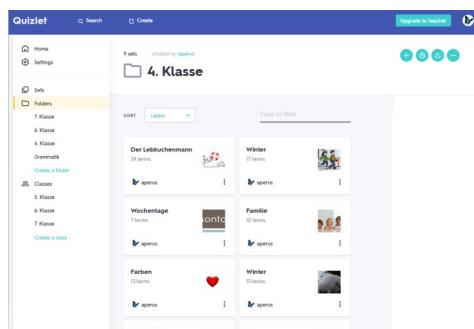 Quizlet
Search
Create
Upgrade to Teacher
Home
Settings
Sets
Folders
7. Klasse
6. Klasse
4. Klasse
Grammatik
Create a folder
Classes
5. Klasse
6. Klasse
7. Klasse
Create a class
9 sets created by aperus
4. Klasse
SORT Latest
Type to filter
Der Lebkuchenmann
29 terms
aperus
Winter
17 terms
aperus
Wochentage
7 terms
aperus
Familie
10 terms
aperus
Farben
13 terms
aperus
Winter
13 terms
aperus